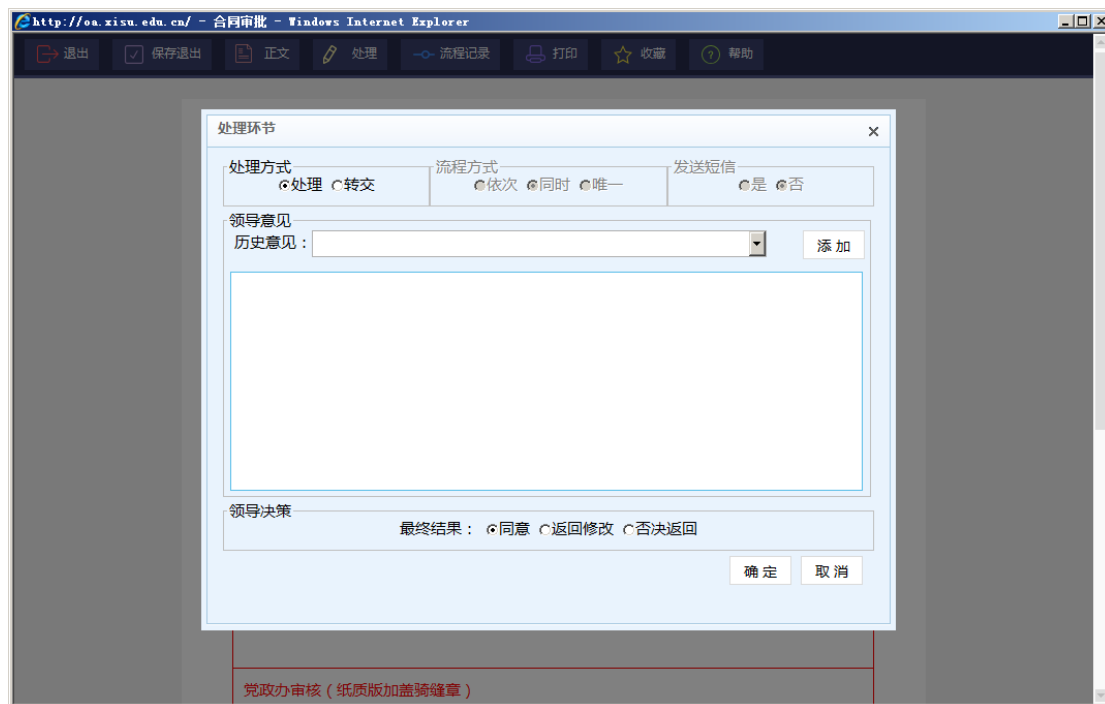 http://oa.xisu.edu.cn/ - 合同审批 - Windows Internet Explorer
退出 保存退出 正文 处理 流程记录 打印 收藏 帮助
处理环节
处理方式 流程方式 发送短信
处理 转交 依次 同时 唯一 是 否
领导意见
历史意见： 添加
领导决策
最终结果： 同意 返回修改 否决返回
确定 取消
党政办审核（纸质版加盖骑缝章）